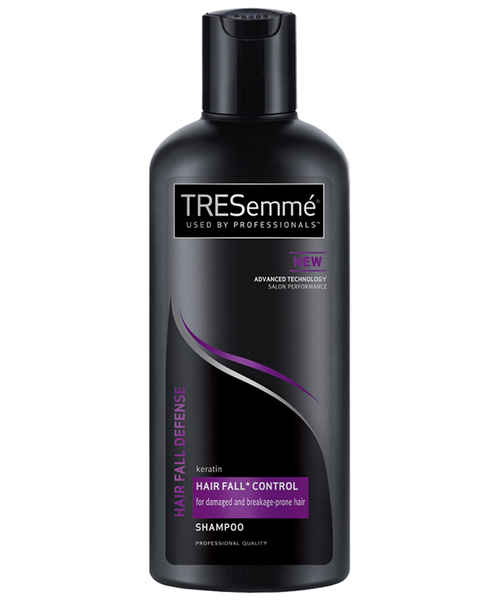 TRESemmé®
USED BY PROFESSIONALS™
NEW
ADVANCED TECHNOLOGY
SALON PERFORMANCE
HAIR FALL DEFENSE
keratin
HAIR FALL* CONTROL
for damaged and breakage-prone hair
SHAMPOO
PROFESSIONAL QUALITY